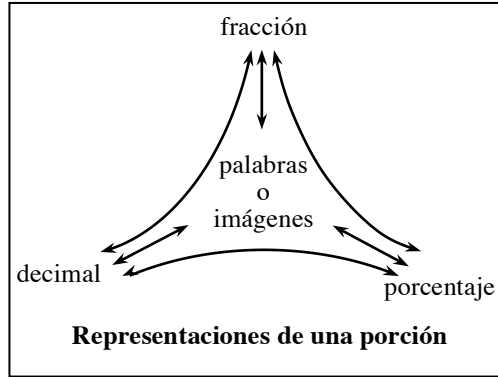 fracción
palabras
o
imágenes
decimal
porcentaje
Representaciones de una porción